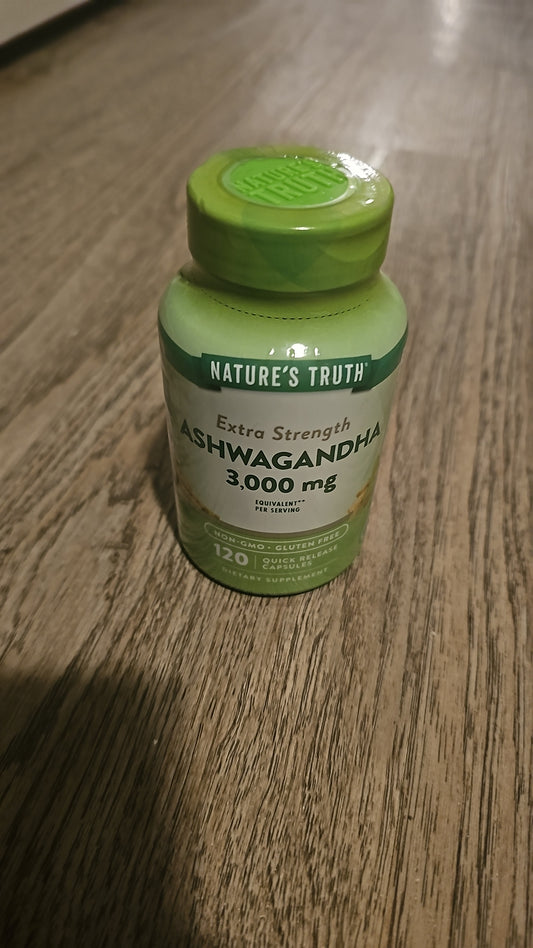 NATURE'S
TRUTH
NATURE'S TRUTH®
Extra Strength
ASHWAGANDHA
3,000 mg
EQUIVALENT**
PER SERVING
NON-GMO • GLUTEN FREE
120 QUICK RELEASE
CAPSULES
DIETARY SUPPLEMENT